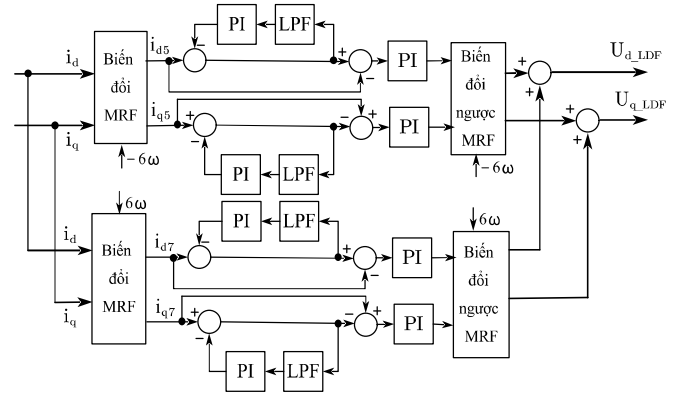 PI
LPF
i_d
i_d5
PI
U_d_LDF
Biến
đổi
MRF
Biến
đổi
ngược
MRF
U_q_LDF
i_q
i_q5
PI
PI
LPF
-6ω
-6ω
6ω
6ω
PI
LPF
i_d
i_d7
PI
Biến
đổi
MRF
Biến
đổi
ngược
MRF
i_q
i_q7
PI
PI
LPF